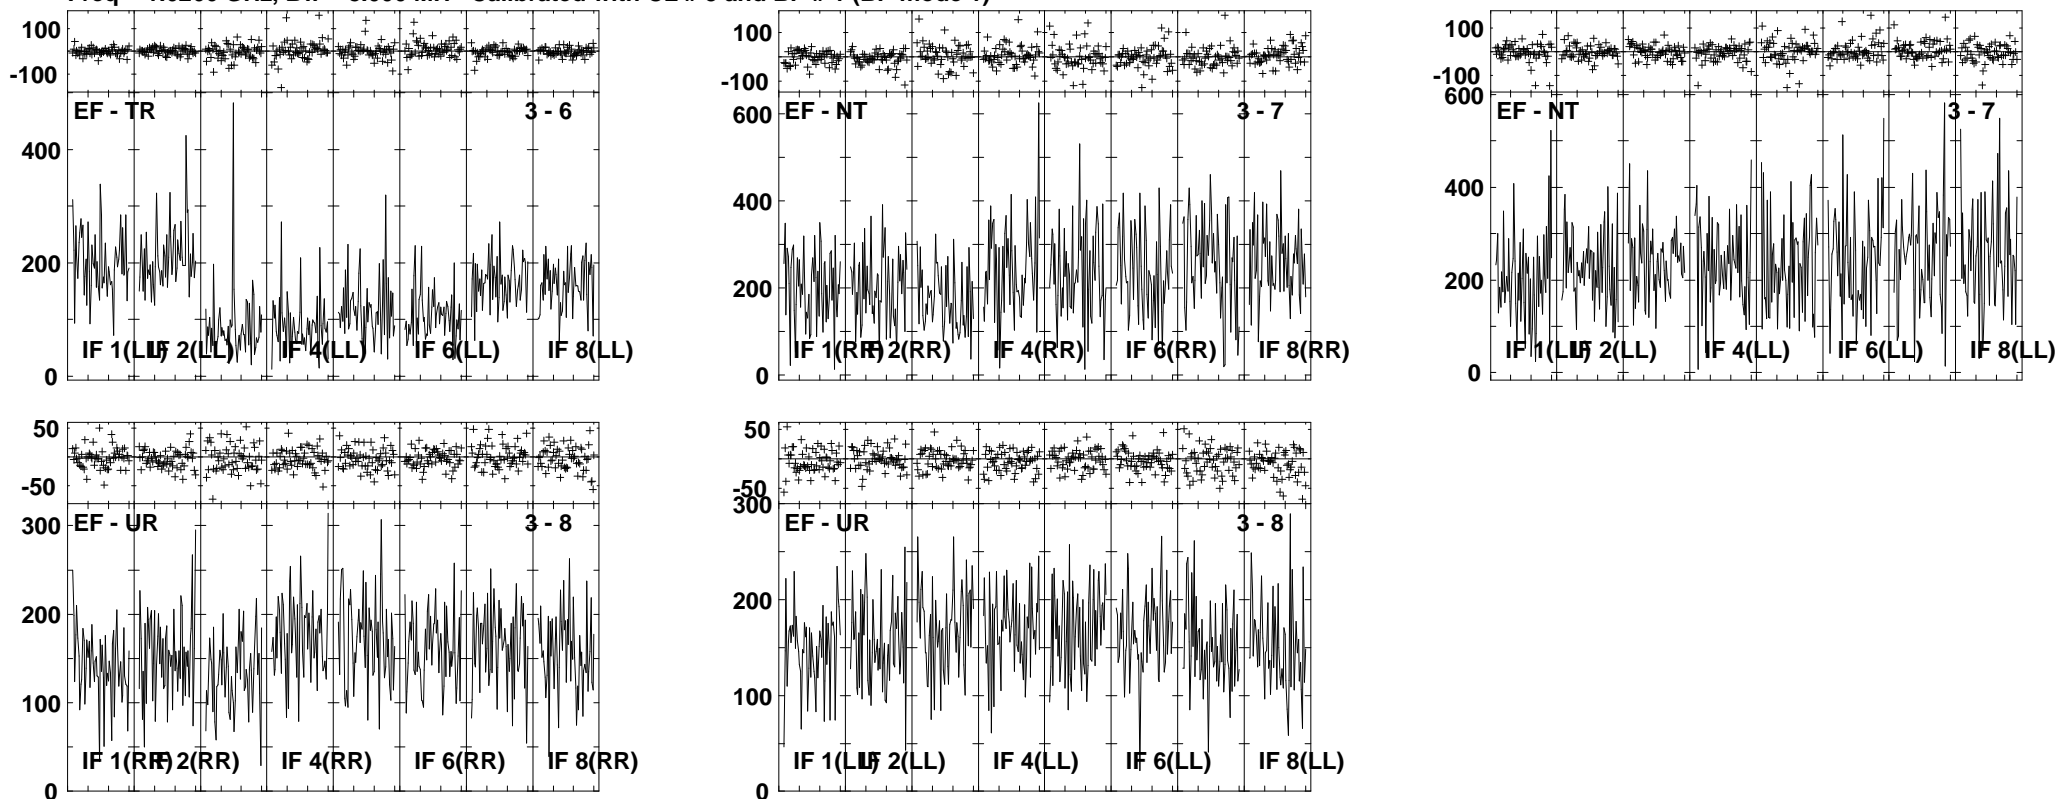 100
-100
EF - TR 3 - 6
400
200
0
IF 1(LL) IF 2(LL) IF 4(LL) IF 6(LL) IF 8(LL)
100
-100
600
EF - NT 3 - 7
400
200
0
IF 1(RR) IF 2(RR) IF 4(RR) IF 6(RR) IF 8(RR)
100
-100
600
EF - NT 3 - 7
400
200
0
IF 1(LL) IF 2(LL) IF 4(LL) IF 6(LL) IF 8(LL)
50
-50
300
EF - UR 3 - 8
200
100
0
IF 1(RR) IF 2(RR) IF 4(RR) IF 6(RR) IF 8(RR)
50
-50
300
EF - UR 3 - 8
200
100
0
IF 1(LL) IF 2(LL) IF 4(LL) IF 6(LL) IF 8(LL)